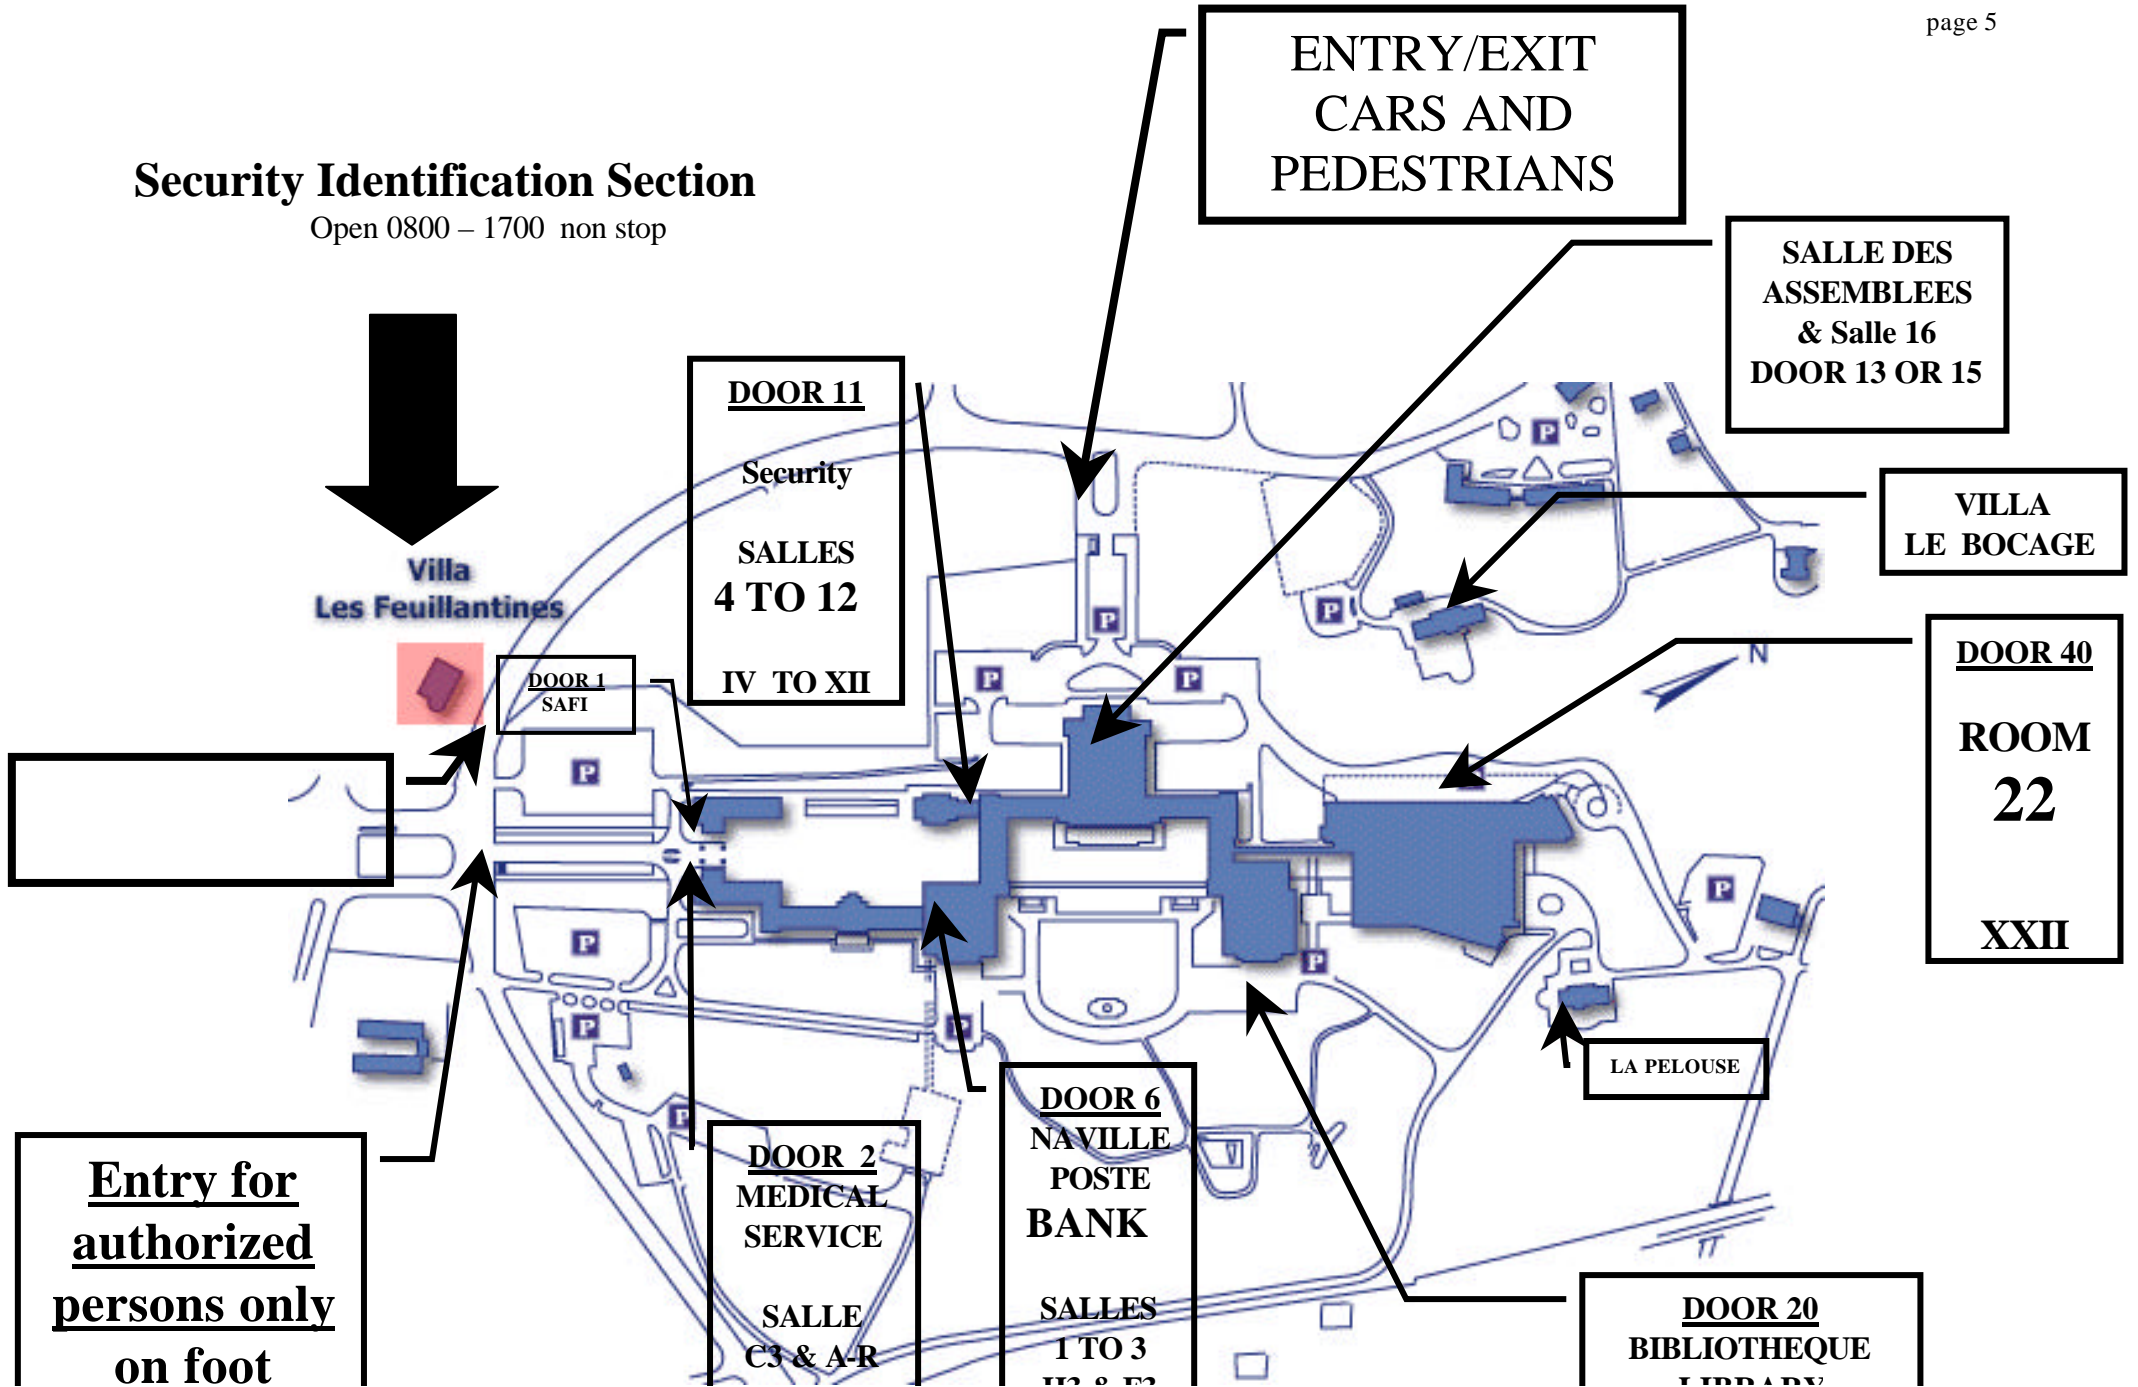 page 5
ENTRY/EXIT
CARS AND
PEDESTRIANS
Security Identification Section
Open 0800 – 1700 non stop
SALLE DES
ASSEMBLEES
& Salle 16
DOOR 13 OR 15
DOOR 11
Security
SALLES
4 TO 12
IV TO XII
P
VILLA
LE BOCAGE
Villa
Les Feuillantines
P
P
N
DOOR 40
ROOM
22
XXII
DOOR 1
SAFI
P
P
P
P
P
P
P
P
P
LA PELOUSE
DOOR 6
NAVILLE
POSTE
BANK
SALLES
1 TO 3
H3 & F3
DOOR 2
MEDICAL
SERVICE
SALLE
C3 & A-R
Entry for
authorized
persons only
on foot
DOOR 20
BIBLIOTHEQUE
LIBRARY